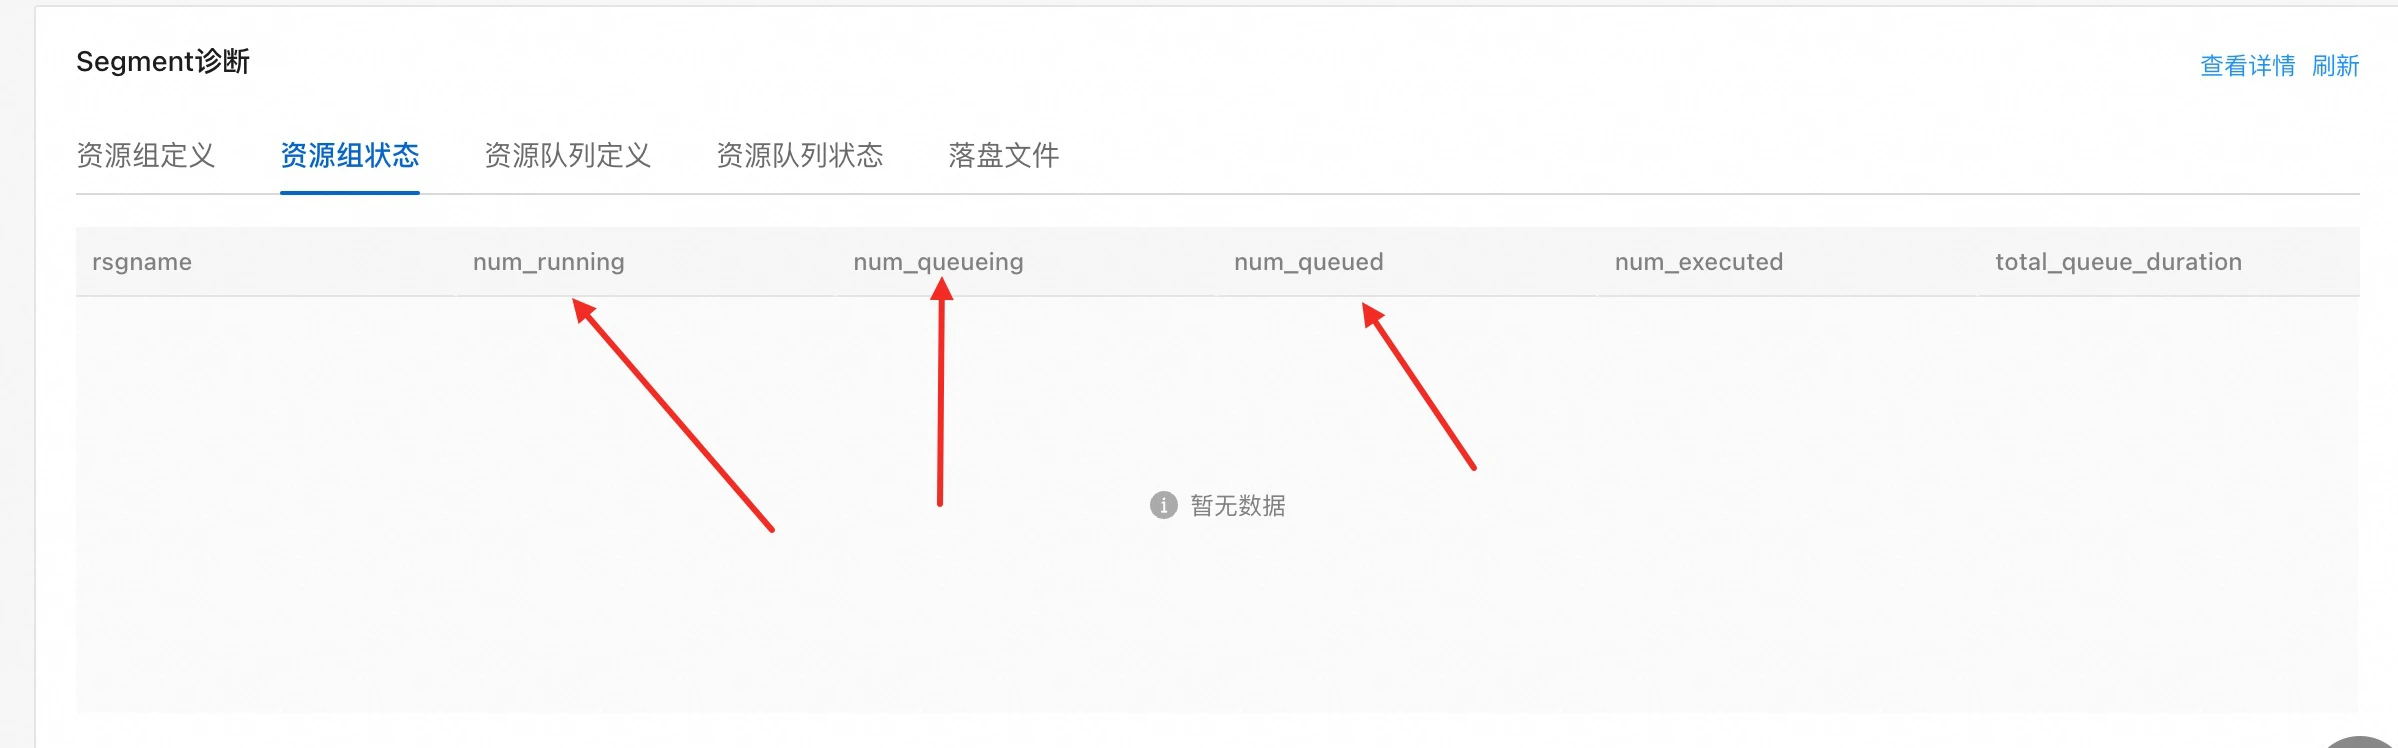 Segment诊断
查看详情 刷新
资源组定义 资源组状态 资源队列定义 资源队列状态 落盘文件
rsgname num_running num_queueing num_queued num_executed total_queue_duration
暂无数据